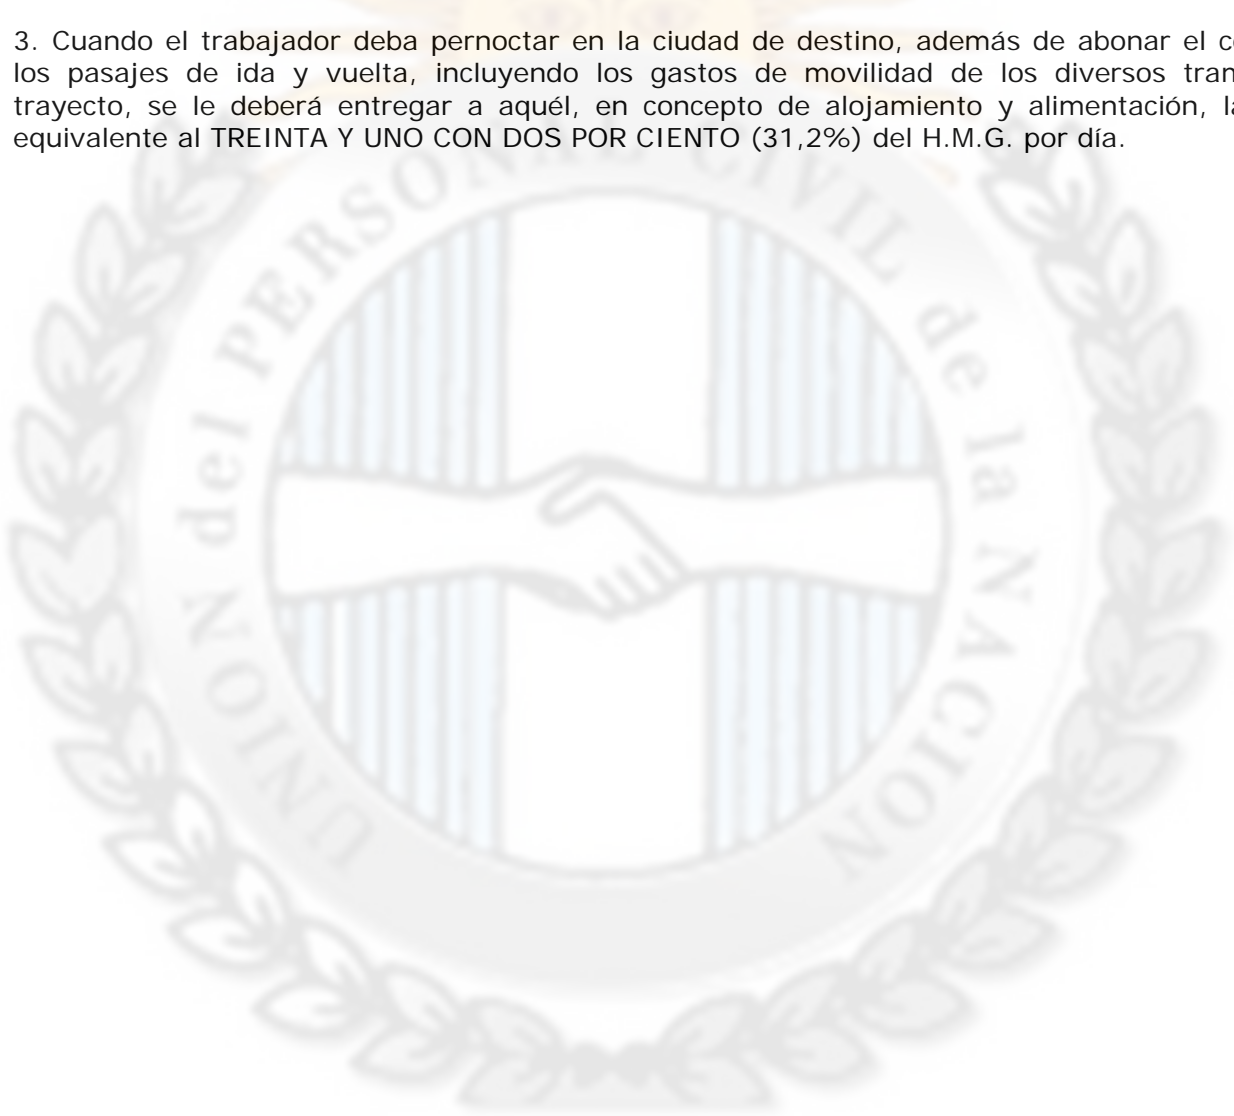 3. Cuando el trabajador deba pernoctar en la ciudad de destino, además de abonar el
los pasajes de ida y vuelta, incluyendo los gastos de movilidad de los diversos
trayecto, se le deberá entregar a aquél, en concepto de alojamiento y alimentación,
equivalente al TREINTA Y UNO CON DOS POR CIENTO (31,2%) del H.M.G. por día.
UNION del PERSONAL CIVIL de la NACION